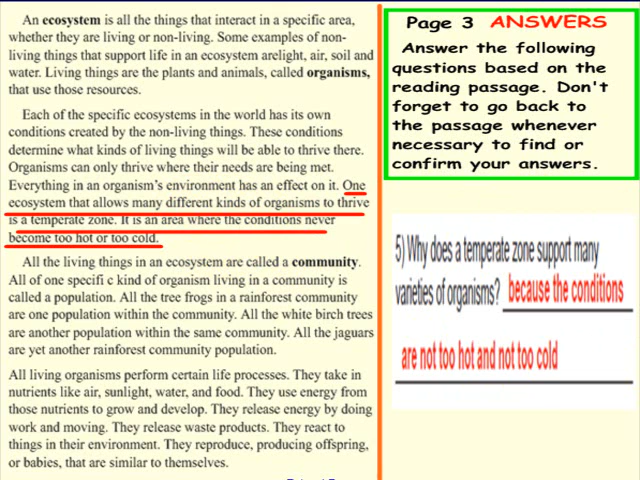 An ecosystem is all the things that interact in a specific area,
whether they are living or non-living. Some examples of non-
living things that support life in an ecosystem arelight, air, soil and
water. Living things are the plants and animals, called organisms,
that use those resources.
Each of the specific ecosystems in the world has its own
conditions created by the non-living things. These conditions
determine what kinds of living things will be able to thrive there.
Organisms can only thrive where their needs are being met.
Everything in an organism's environment has an effect on it. One
ecosystem that allows many different kinds of organisms to thrive
is a temperate zone. It is an area where the conditions never
become too hot or too cold.
All the living things in an ecosystem are called a community.
All of one specifi c kind of organism living in a community is
called a population. All the tree frogs in a rainforest community
are one population within the community. All the white birch trees
are another population within the same community. All the jaguars
are yet another rainforest community population.
All living organisms perform certain life processes. They take in
nutrients like air, sunlight, water, and food. They use energy from
those nutrients to grow and develop. They release energy by doing
work and moving. They release waste products. They react to
things in their environment. They reproduce, producing offspring,
or babies, that are similar to themselves.
Page 3 ANSWERS
Answer the following
questions based on the
reading passage. Don't
forget to go back to
the passage whenever
necessary to find or
confirm your answers.
5) Why does a temperate zone support many
varieties of organisms? because the conditions
are not too hot and not too cold